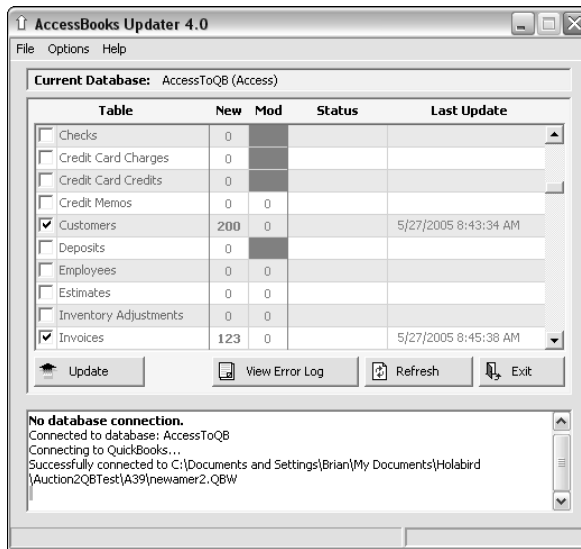 AccessBooks Updater 4.0
File Options Help
Current Database: AccessToQB (Access)
Table New Mod Status Last Update
Checks 0
Credit Card Charges 0
Credit Card Credits 0
Credit Memos 0 0
Customers 200 0 5/27/2005 8:43:34 AM
Deposits 0
Employees 0 0
Estimates 0 0
Inventory Adjustments 0 0
Invoices 123 0 5/27/2005 8:45:38 AM
Update View Error Log Refresh Exit
No database connection.
Connected to database: AccessToQB
Connecting to QuickBooks...
Successfully connected to C:\Documents and Settings\Brian\My Documents\Holabird
\Auction2QBTest\A39\newamer2.QBW